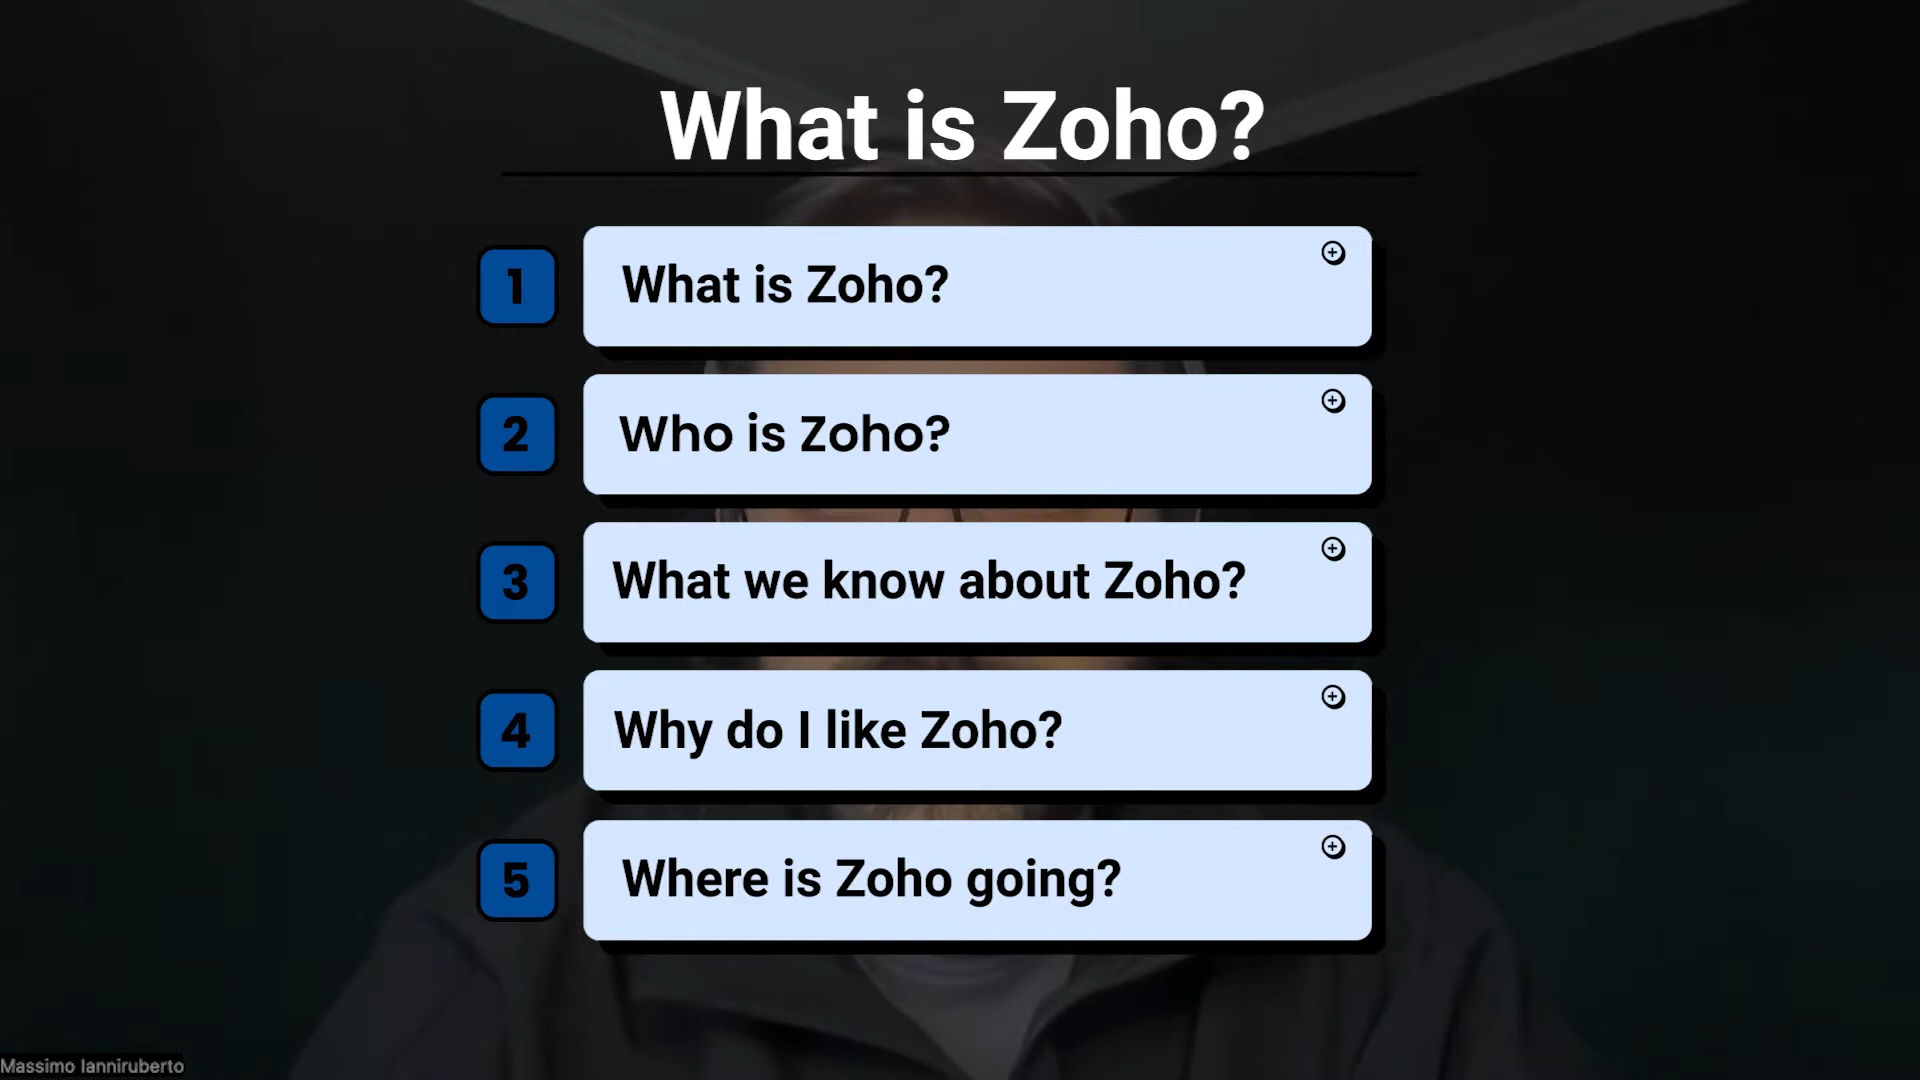 What is Zoho?
1 What is Zoho?
2 Who is Zoho?
3 What we know about Zoho?
4 Why do I like Zoho?
5 Where is Zoho going?
Massimo Ianniruberto